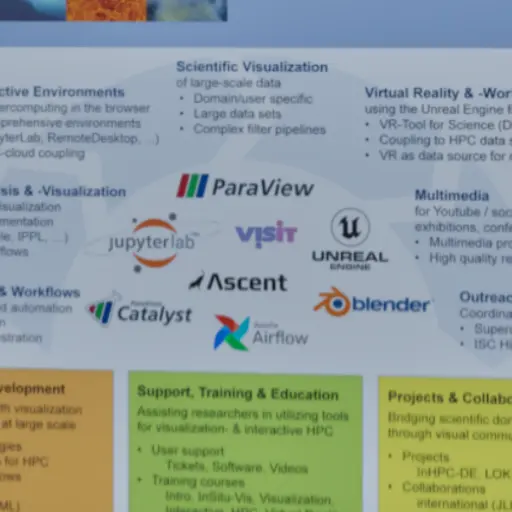 Scientific Visualization
of large-scale data
• Domain/user specific
• Large data sets
• Complex filter pipelines
ctive Environments
ercomputing in the browser
prehensive environments
yterLab, RemoteDesktop, ...)
-cloud coupling
Virtual Reality & -Wor
using the Unreal Engine f
• VR-Tool for Science (D
• Coupling to HPC data s
• VR as data source for
sis & -Visualization
isualization
mentation
le, IPPL, ...)
flows
ParaView
jupyterlab
VisIT
UNREAL
ENGINE
Multimedia
for Youtube / soc
exhibitions, confe
• Multimedia pro
• High quality re
Ascent
& Workflows
d automation
n
stration
Catalyst
Airflow
blender
Outreac
Coordina
• Super
• ISC Hi
velopment
th visualization
at large scale
gies
s for HPC
ows
ML)
Support, Training & Education
Assisting researchers in utilizing tools
for visualization- & interactive HPC
• User support
Tickets, Software, Videos
• Training courses
Intro, InSitu-Vis, Visualization,
Projects & Collabo
Bridging scientific dom
through visual commu
• Projects
InHPC-DE, LOK
• Collaborations
international (JL